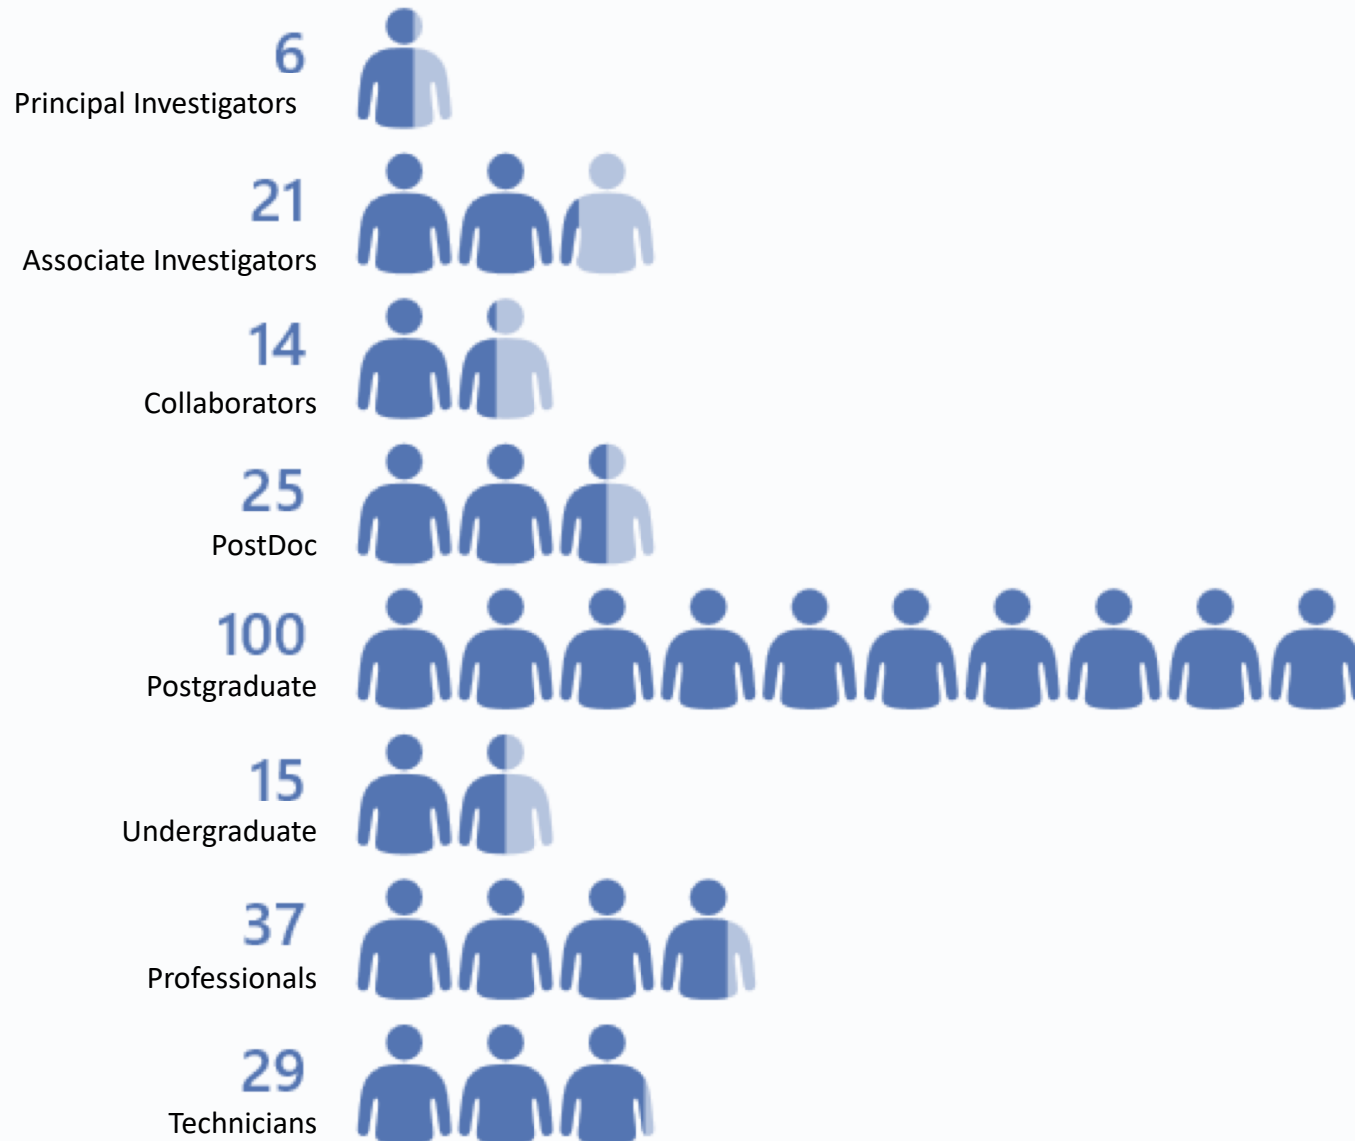 6
Principal Investigators
21
Associate Investigators
14
Collaborators
25
PostDoc
100
Postgraduate
15
Undergraduate
37
Professionals
29
Technicians